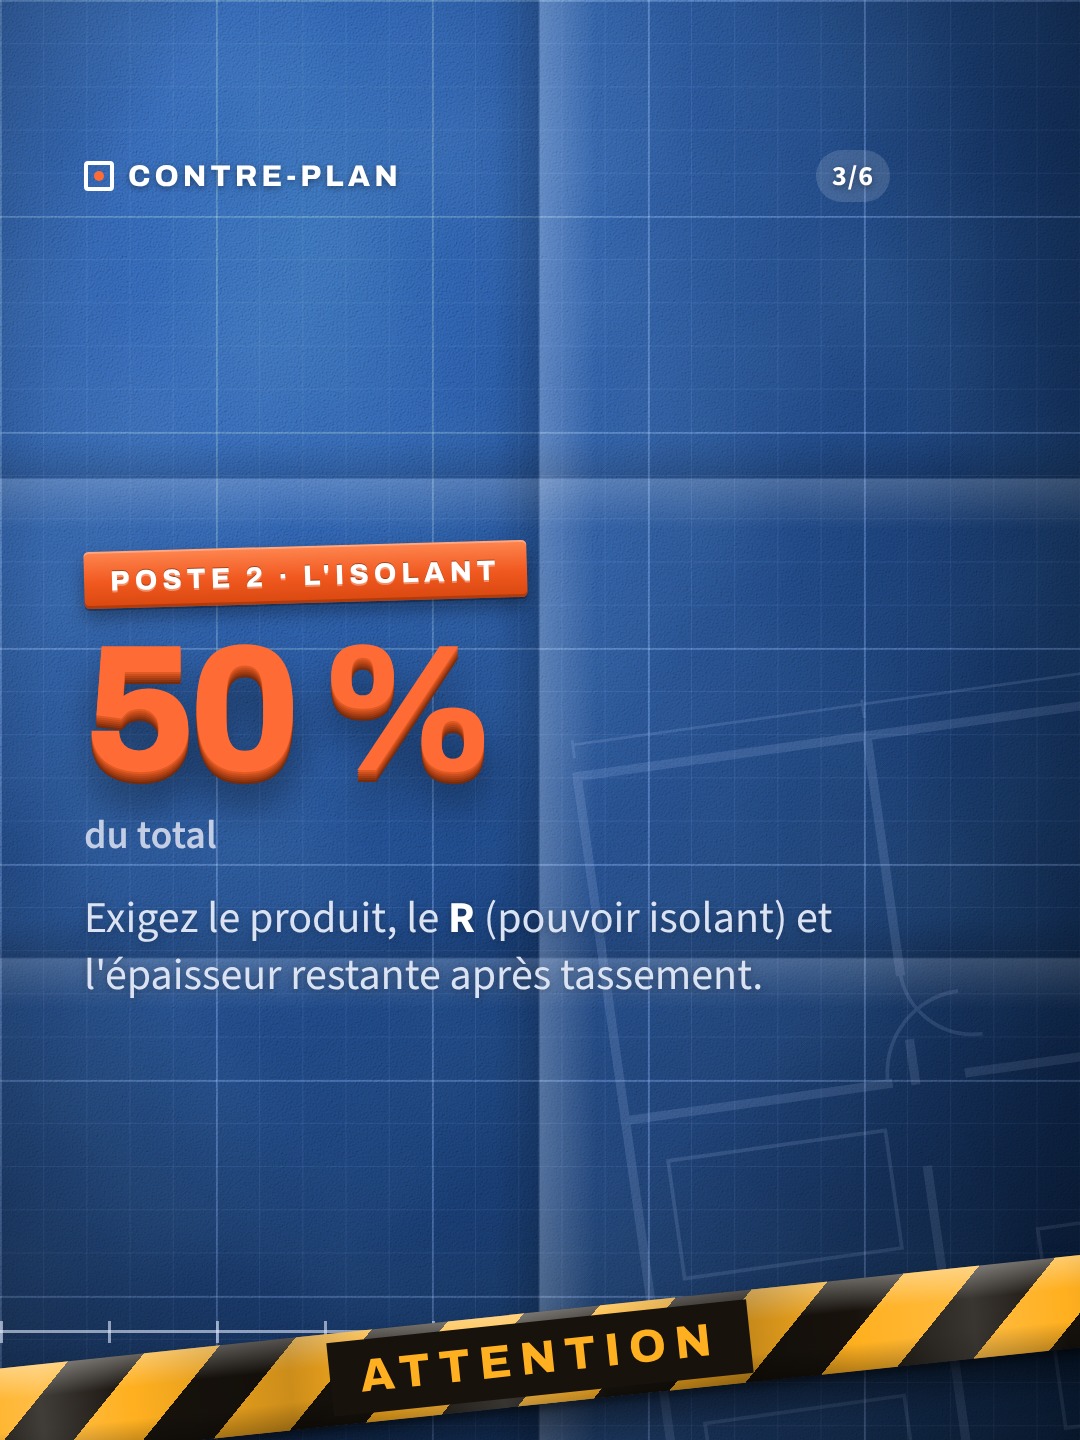 CONTRE-PLAN
3/6
POSTE 2 · L'ISOLANT
50 %
du total
Exigez le produit, le R (pouvoir isolant) et
l'épaisseur restante après tassement.
ATTENTION